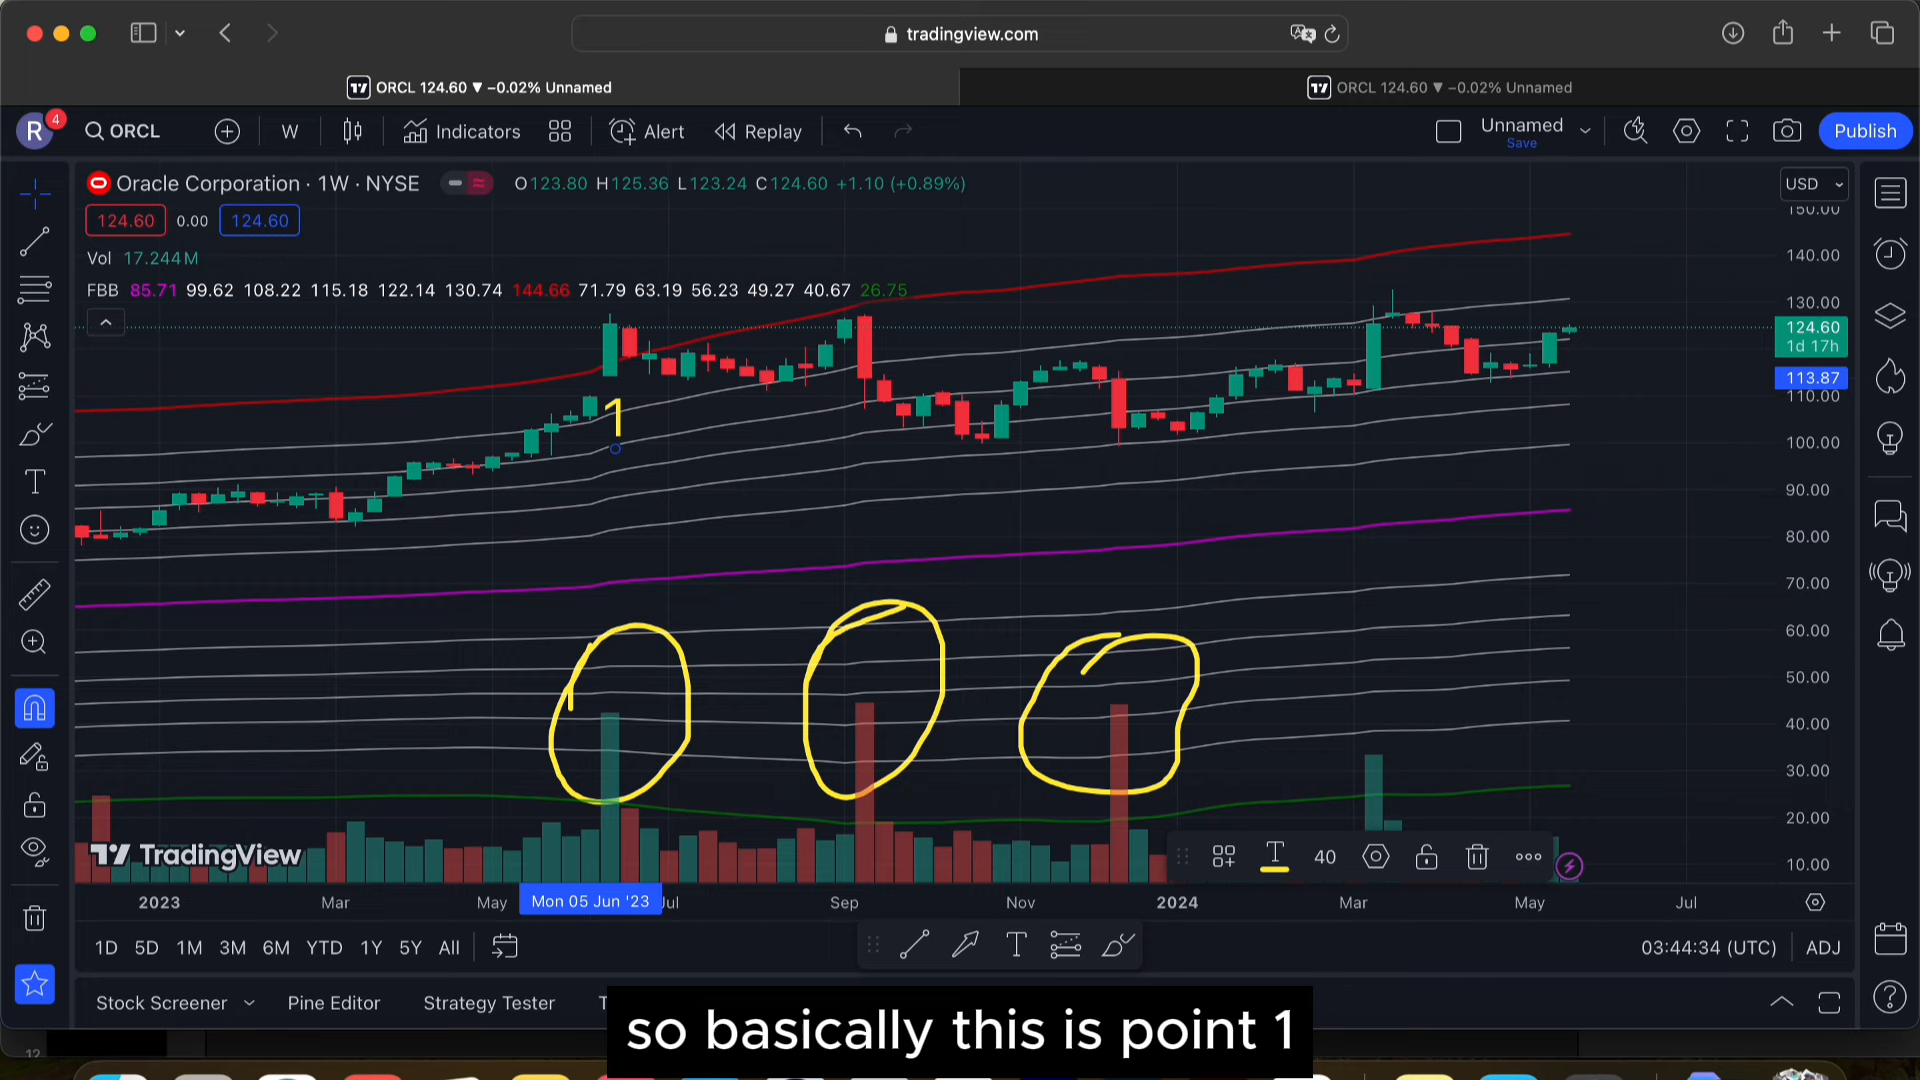 tradingview.com
ORCL 124.60 ▼ −0.02% Unnamed
ORCL 124.60 ▼ −0.02% Unnamed
R 4 ORCL W Indicators Alert Replay Unnamed Save Publish
Oracle Corporation · 1W · NYSE O123.80 H125.36 L123.24 C124.60 +1.10 (+0.89%) USD
150.00
124.60 0.00 124.60
140.00
Vol 17.244M
FBB 85.71 99.62 108.22 115.18 122.14 130.74 144.66 71.79 63.19 56.23 49.27 40.67 26.75
130.00
124.60
1d 17h
113.87
110.00
1
100.00
90.00
80.00
70.00
60.00
50.00
40.00
30.00
20.00
TradingView
40
10.00
2023 Mar May Mon 05 Jun '23 Jul Sep Nov 2024 Mar May Jul
1D 5D 1M 3M 6M YTD 1Y 5Y All 03:44:34 (UTC) ADJ
Stock Screener Pine Editor Strategy Tester
so basically this is point 1
12